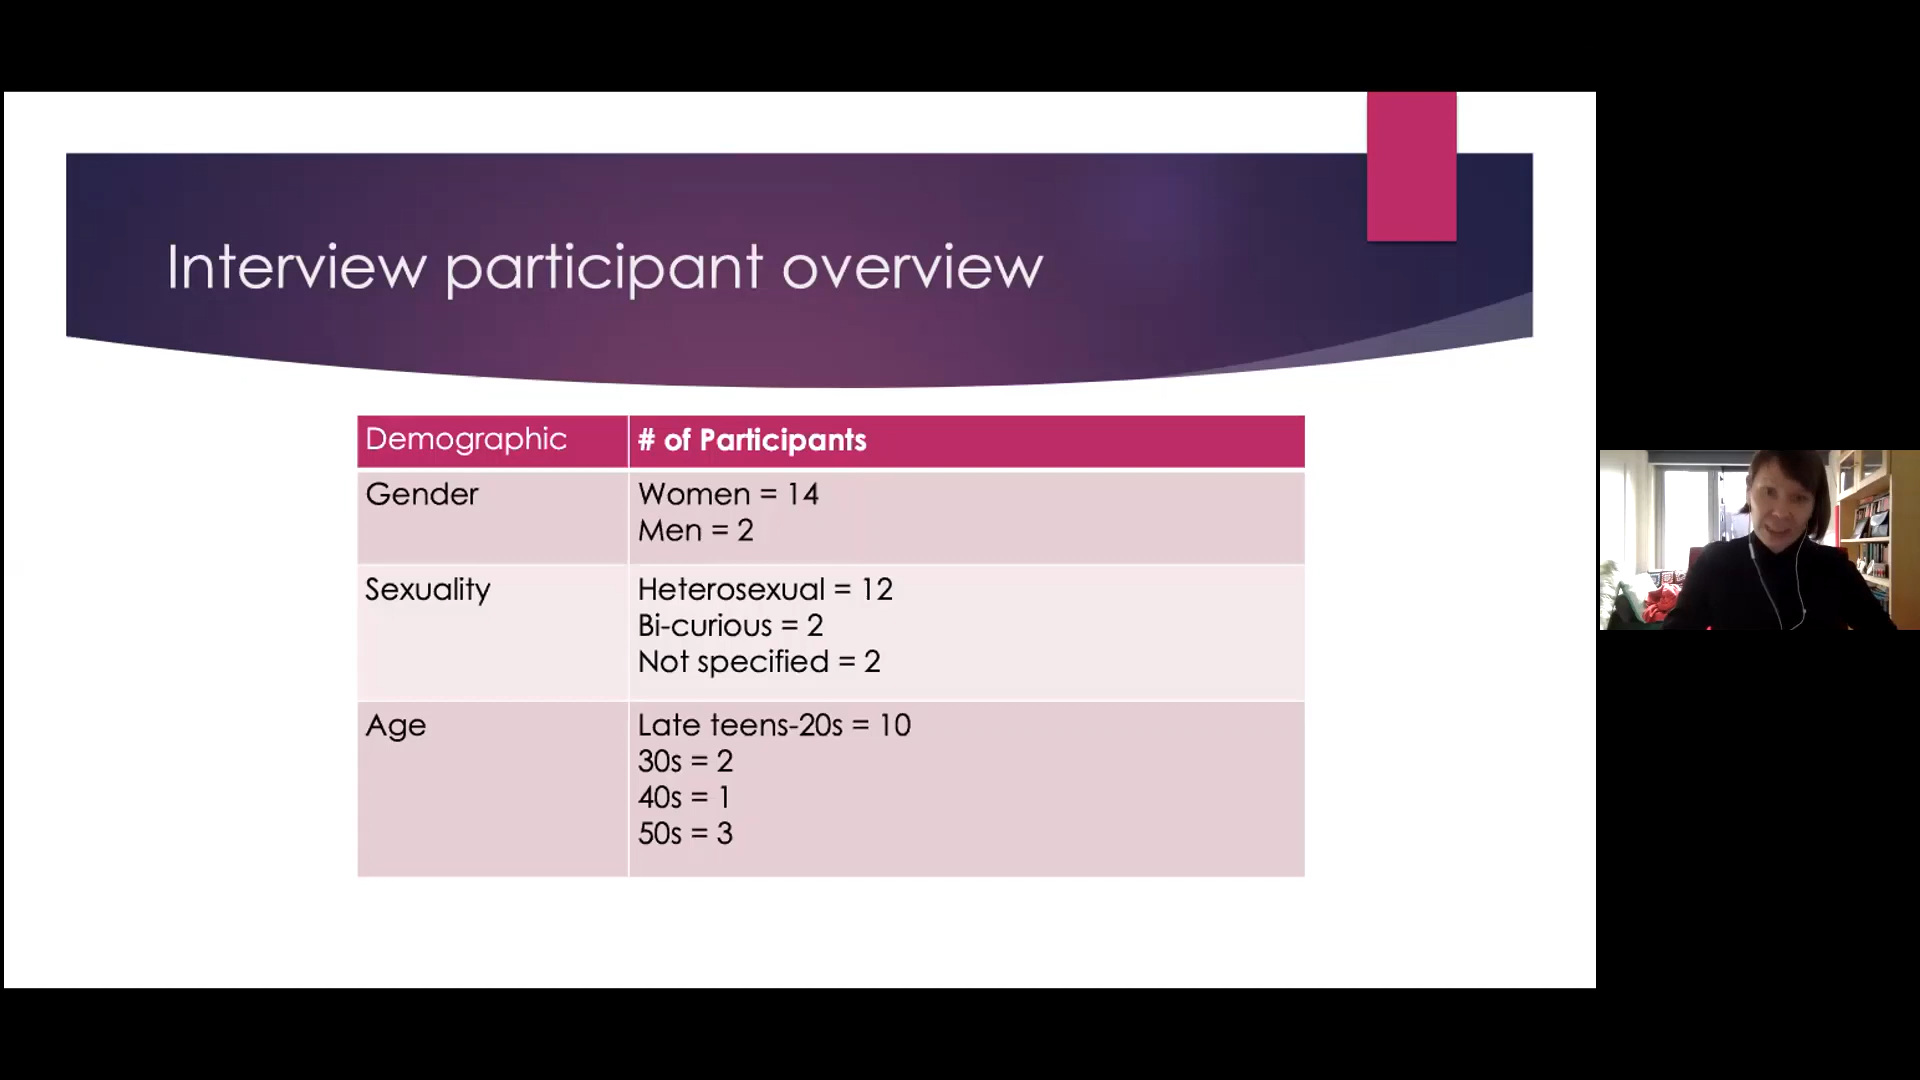 Interview participant overview
Demographic
# of Participants
Gender
Women = 14
Men = 2
Sexuality
Heterosexual = 12
Bi-curious = 2
Not specified = 2
Age
Late teens-20s = 10
30s = 2
40s = 1
50s = 3